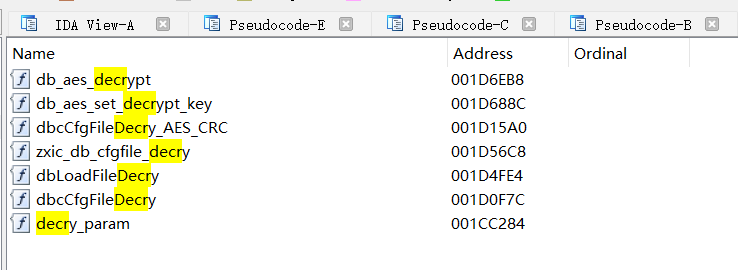 IDA View-A Pseudocode-E Pseudocode-C Pseudocode-B
Name Address Ordinal
db_aes_decrypt 001D6EB8
db_aes_set_decrypt_key 001D688C
dbcCfgFileDecry_AES_CRC 001D15A0
zxic_db_cfgfile_decry 001D56C8
dbLoadFileDecry 001D4FE4
dbcCfgFileDecry 001D0F7C
decry_param 001CC284